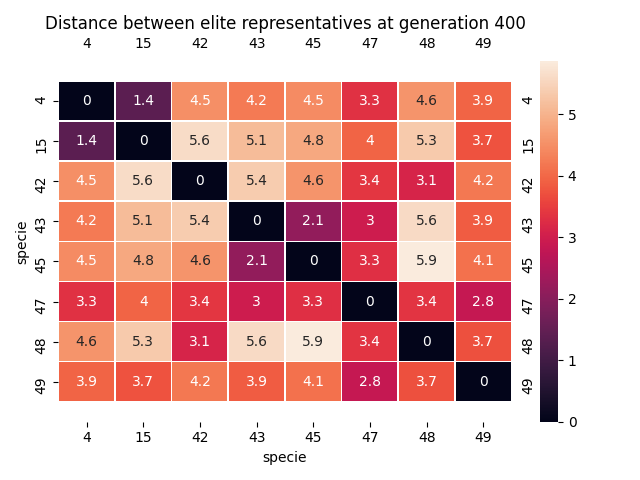 Distance between elite representatives at generation 400
4 15 42 43 45 47 48 49
4 0 1.4 4.5 4.2 4.5 3.3 4.6 3.9 4
15 1.4 0 5.6 5.1 4.8 4 5.3 3.7 15
42 4.5 5.6 0 5.4 4.6 3.4 3.1 4.2 42
43 4.2 5.1 5.4 0 2.1 3 5.6 3.9 43
45 4.5 4.8 4.6 2.1 0 3.3 5.9 4.1 45
47 3.3 4 3.4 3 3.3 0 3.4 2.8 47
48 4.6 5.3 3.1 5.6 5.9 3.4 0 3.7 48
49 3.9 3.7 4.2 3.9 4.1 2.8 3.7 0 49
4 15 42 43 45 47 48 49
specie
specie
5
4
3
2
1
0